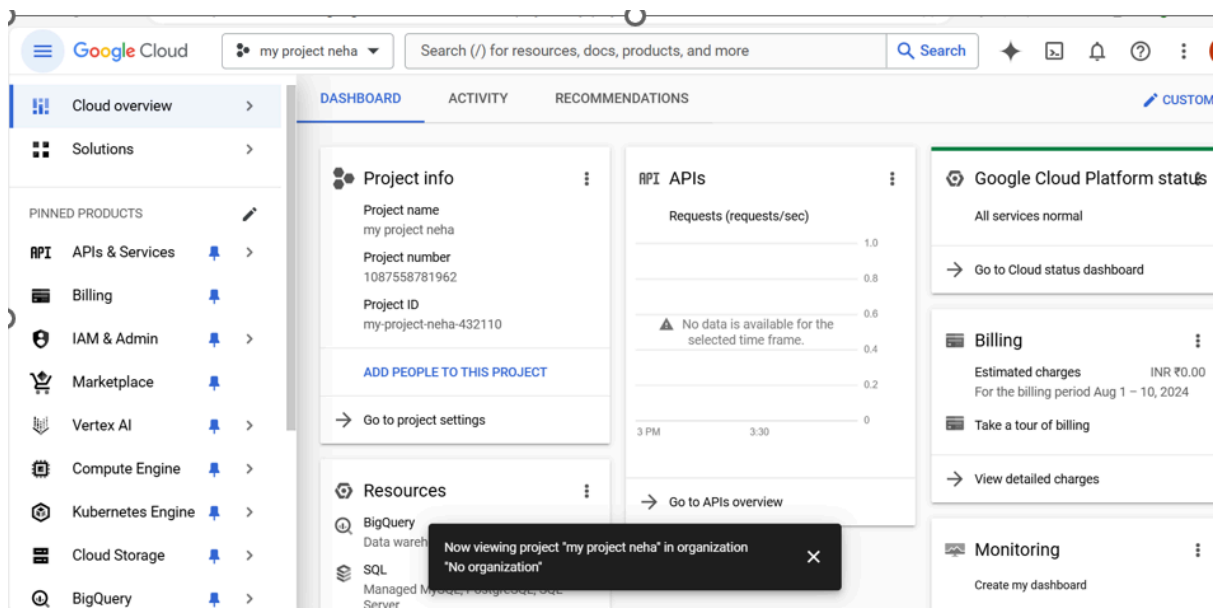 Google Cloud
my project neha
Search (/) for resources, docs, products, and more
Search
Cloud overview
Solutions
PINNED PRODUCTS
API APIs & Services
Billing
IAM & Admin
Marketplace
Vertex AI
Compute Engine
Kubernetes Engine
Cloud Storage
BigQuery
DASHBOARD
ACTIVITY
RECOMMENDATIONS
CUSTOM
Project info
Project name
my project neha
Project number
1087558781962
Project ID
my-project-neha-432110
ADD PEOPLE TO THIS PROJECT
Go to project settings
Resources
BigQuery
Data wareh
SQL
Managed MySQL, PostgreSQL, SQL
Server
API APIs
Requests (requests/sec)
1.0
0.8
0.6
0.4
0.2
0
No data is available for the
selected time frame.
3 PM
3:30
Go to APIs overview
Google Cloud Platform status
All services normal
Go to Cloud status dashboard
Billing
Estimated charges
INR ₹0.00
For the billing period Aug 1 – 10, 2024
Take a tour of billing
View detailed charges
Monitoring
Create my dashboard
Now viewing project "my project neha" in organization
"No organization"